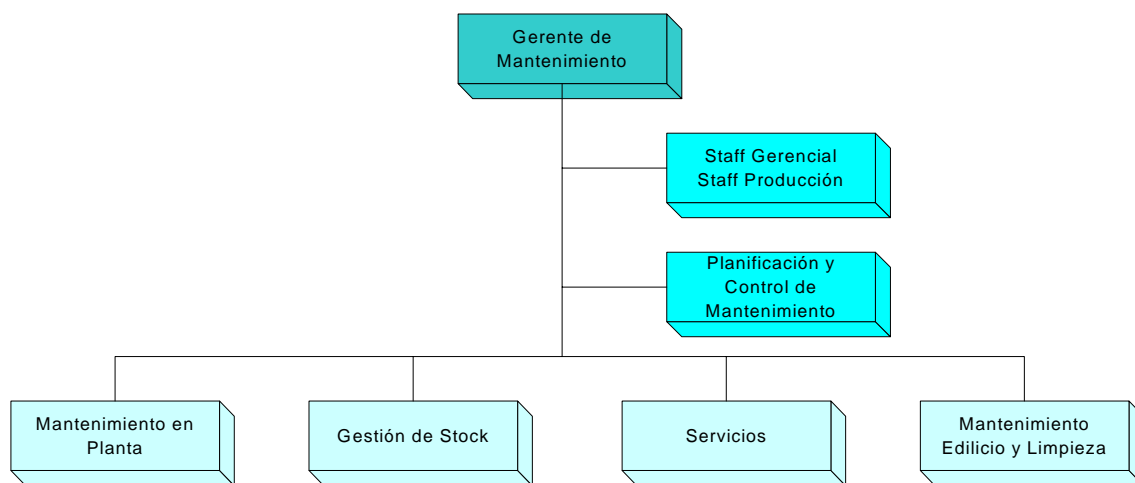 Gerente de
Mantenimiento
Staff Gerencial
Staff Producción
Planificación y
Control de
Mantenimiento
Mantenimiento en
Planta
Gestión de Stock
Servicios
Mantenimiento
Edilicio y Limpieza